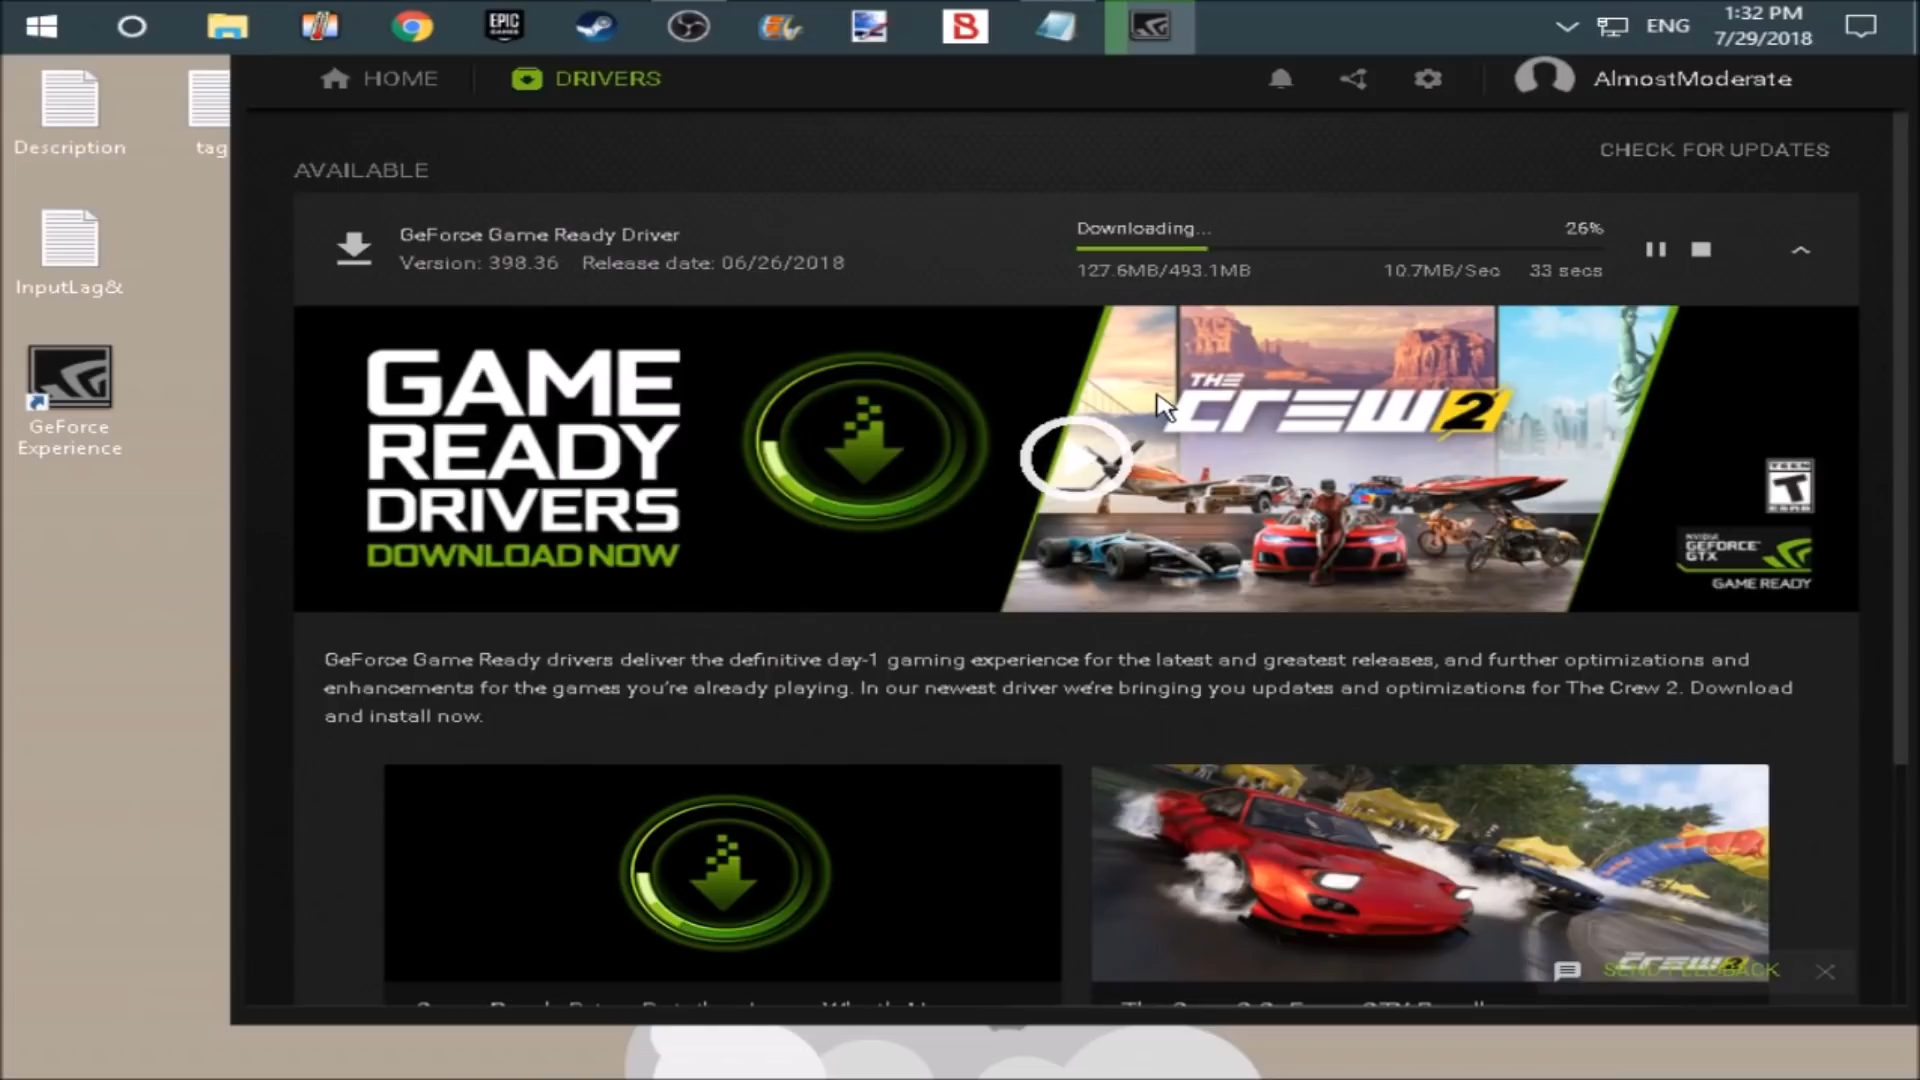 EPIC
GAMES
B
ENG
1:32 PM
7/29/2018
Description
tag
InputLag&
GeForce
Experience
HOME
DRIVERS
AlmostModerate
CHECK FOR UPDATES
AVAILABLE
GeForce Game Ready Driver
Version: 398.36 Release date: 06/26/2018
Downloading...
26%
127.6MB/493.1MB
10.7MB/Sec
33 secs
GAME
READY
DRIVERS
DOWNLOAD NOW
THE
CREW 2
TEEN
T
ESRB
NVIDIA
GEFORCE
GTX
GAME READY
GeForce Game Ready drivers deliver the definitive day-1 gaming experience for the latest and greatest releases, and further optimizations and
enhancements for the games you're already playing. In our newest driver we're bringing you updates and optimizations for The Crew 2. Download
and install now.
SEND FEEDBACK